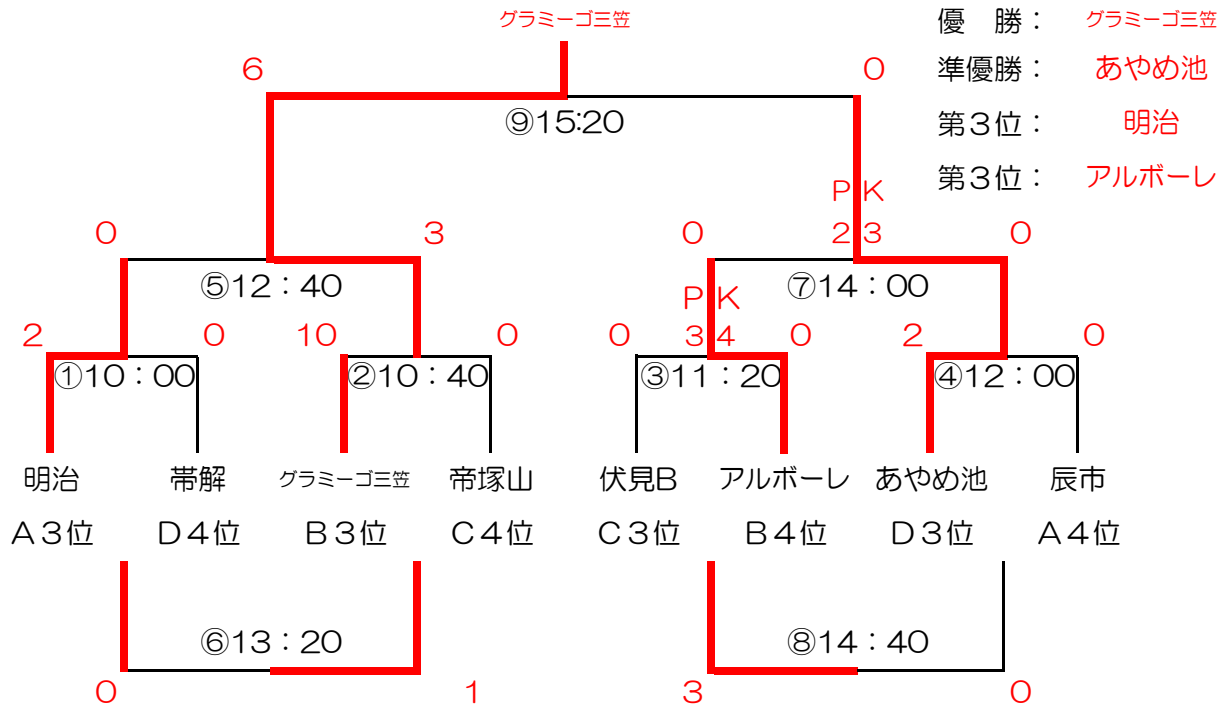 グラミーゴ三笠
優　勝： グラミーゴ三笠
6 0 準優勝： あやめ池
⑨15:20 第３位： 明治
第３位： アルボーレ
ＰＫ
0 3 0 2 3 0
⑤12：40 ⑦14：00
ＰＫ
2 0 10 0 0 3 4 0 2 0
①10：00 ②10：40 ③11：20 ④12：00
明治 帯解 グラミーゴ三笠 帝塚山 伏見B アルボーレ あやめ池 辰市
Ａ３位 Ｄ４位 Ｂ３位 Ｃ４位 Ｃ３位 Ｂ４位 Ｄ３位 Ａ４位
⑥13：20 ⑧14：40
0 1 3 0